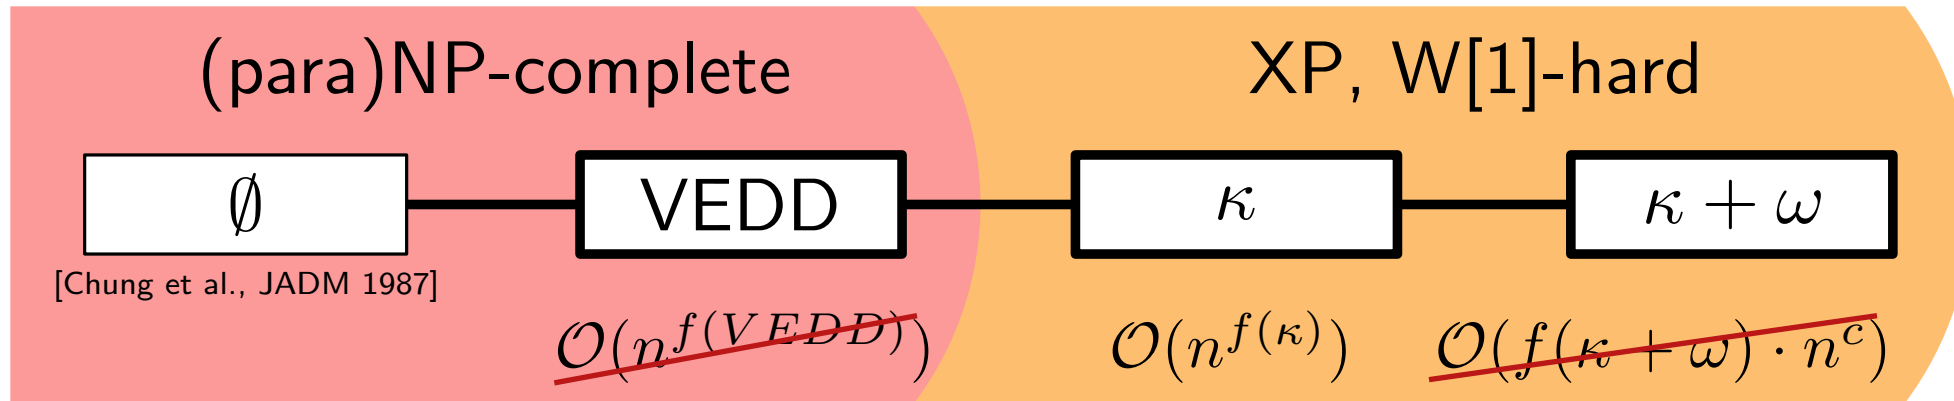 (para)NP-complete XP, W[1]-hard
∅ VEDD κ κ + ω
[Chung et al., JADM 1987]
𝒪(n^{f(VEDD)}) 𝒪(n^{f(κ)}) 𝒪(f(κ + ω) · n^c)